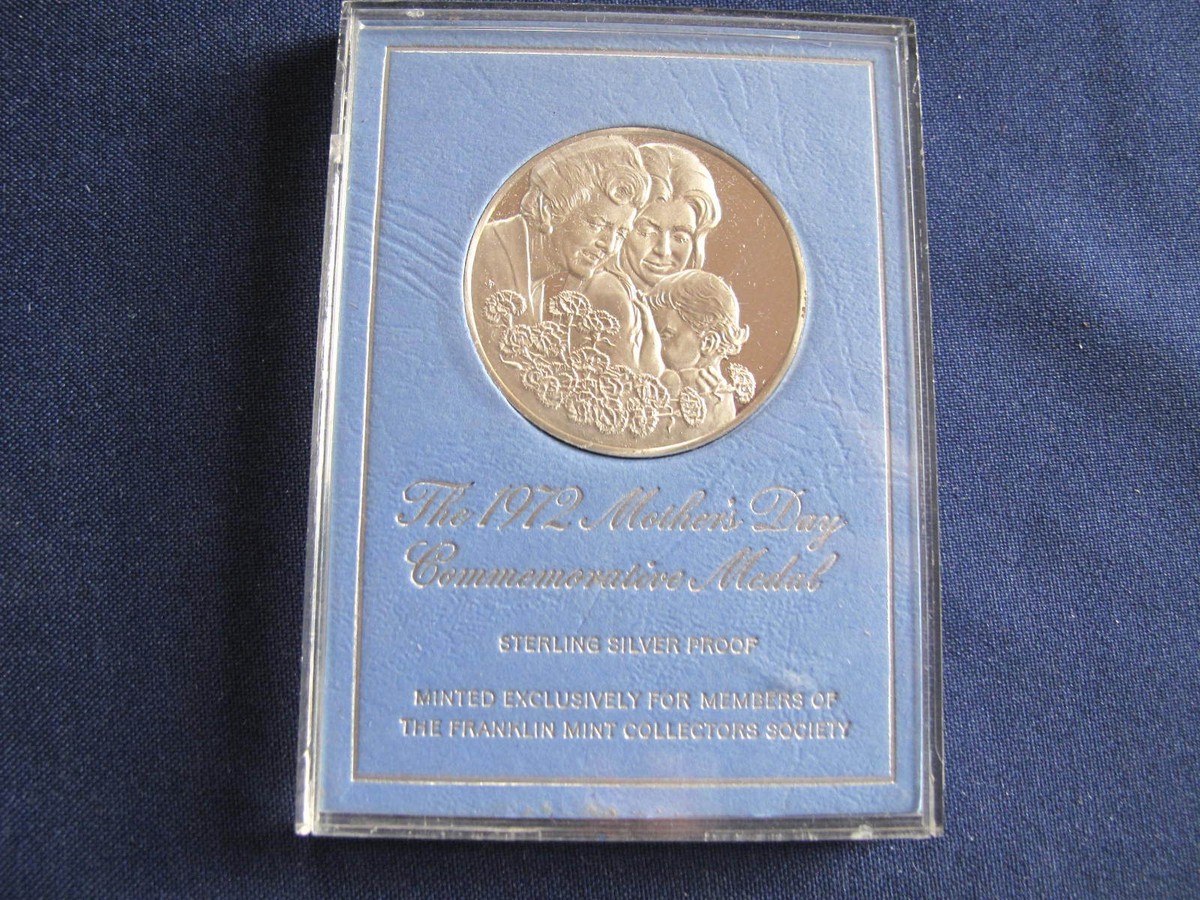 The 1972 Mother's Day
Commemorative Medal
STERLING SILVER PROOF
MINTED EXCLUSIVELY FOR MEMBERS OF
THE FRANKLIN MINT COLLECTORS SOCIETY